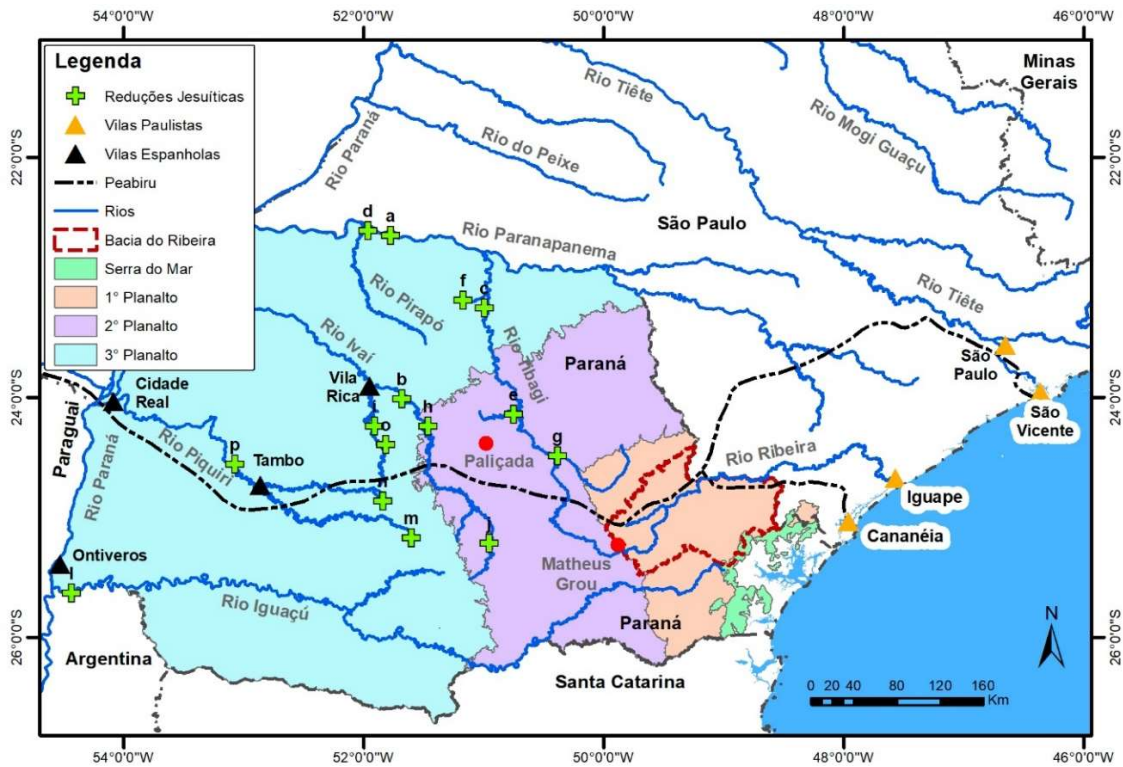 54°0'0"W 52°0'0"W 50°0'0"W 48°0'0"W 46°0'0"W
Legenda
Reduções Jesuíticas
Vilas Paulistas
Vilas Espanholas
Peabiru
Rios
Bacia do Ribeira
Serra do Mar
1° Planalto
2° Planalto
3° Planalto
22°0'0"S
24°0'0"S
26°0'0"S
Minas
Gerais
Rio Tiête
Rio Mogi Guaçu
Rio Paraná
Rio do Peixe
São Paulo
d a
Rio Paranapanema
f c
Rio Pirapó
Rio Tiête
Rio Ivaí
Rio Tibagi
Paraná
São
Paulo
São
Vicente
Cidade
Real
Vila
Rica
b
h
e
i
o
Paliçada
g
Paraguai
Rio Paraná
p
Rio Piquiri
Tambo
n
m
j
Rio Ribeira
Iguape
Cananéia
Ontiveros
l
Matheus
Grou
Rio Iguaçú
Paraná
Argentina
Santa Catarina
N
0 20 40 80 120 160
Km
22°0'0"S
24°0'0"S
26°0'0"S
54°0'0"W 52°0'0"W 50°0'0"W 48°0'0"W 46°0'0"W